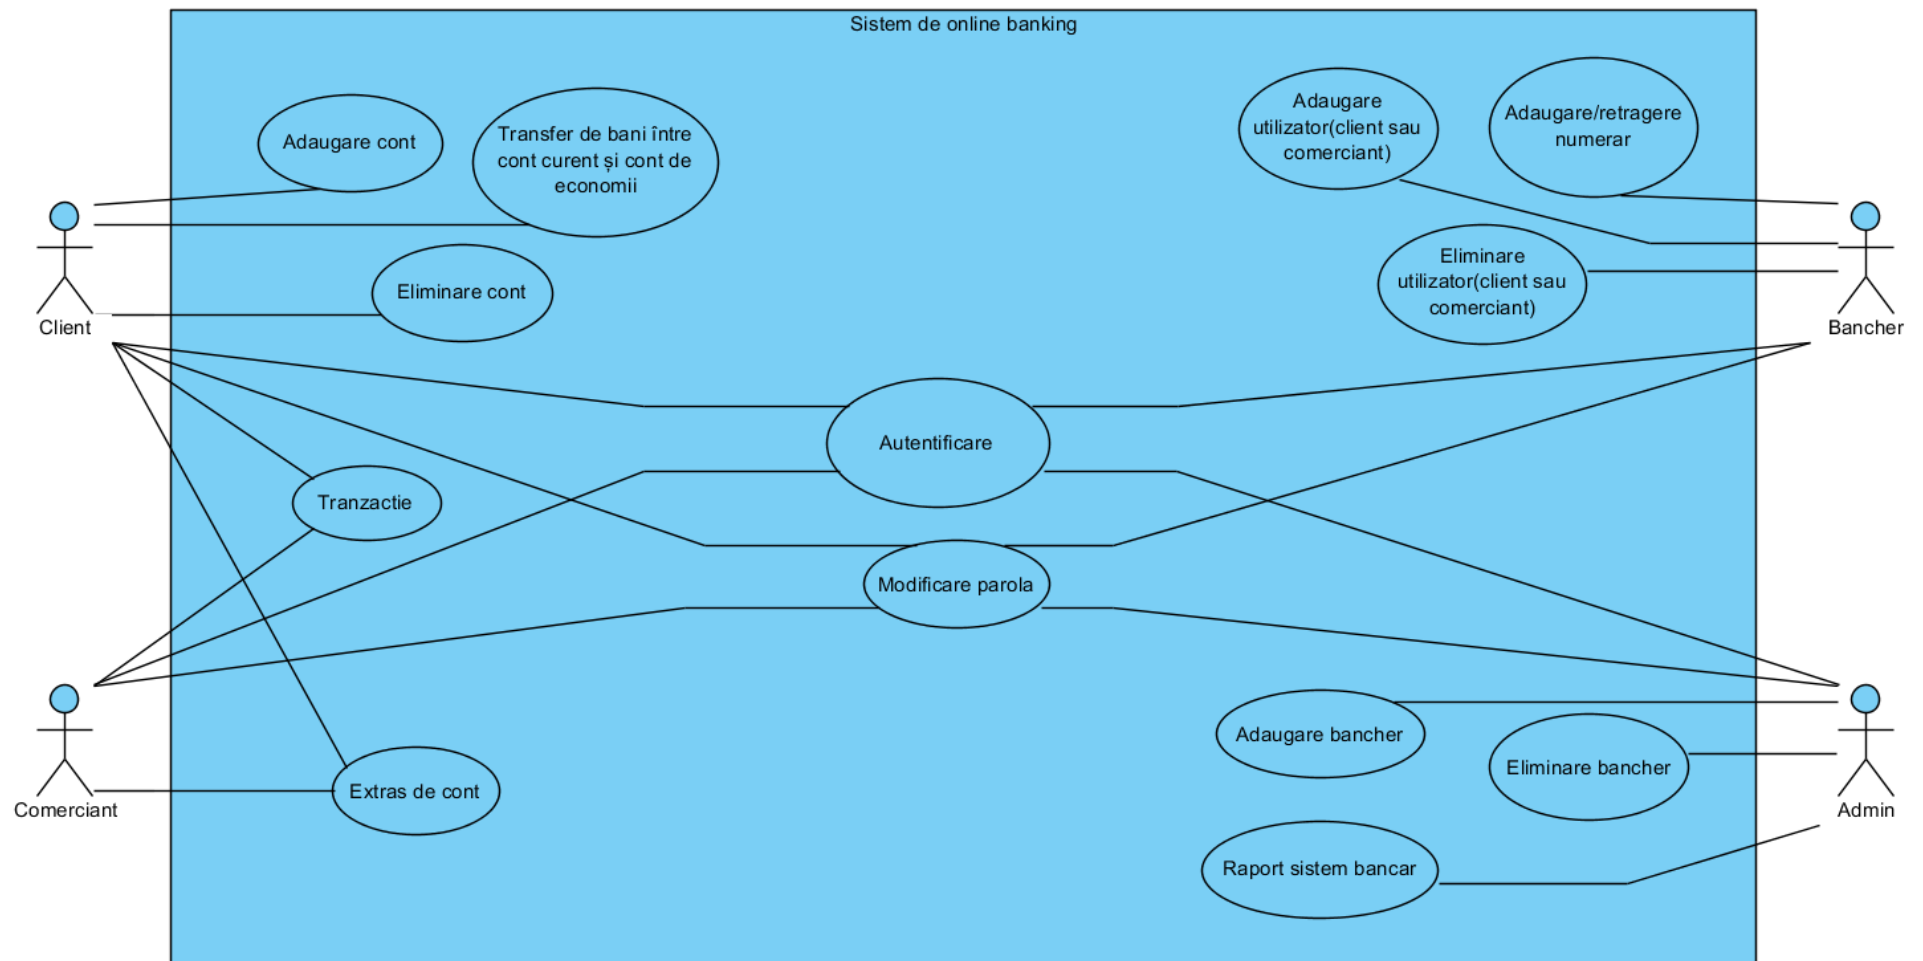 Sistem de online banking
Adaugare cont
Transfer de bani între
cont curent și cont de
economii
Adaugare
utilizator(client sau
comerciant)
Adaugare/retragere
numerar
Eliminare cont
Eliminare
utilizator(client sau
comerciant)
Client
Bancher
Autentificare
Tranzactie
Modificare parola
Adaugare bancher
Eliminare bancher
Extras de cont
Comerciant
Admin
Raport sistem bancar